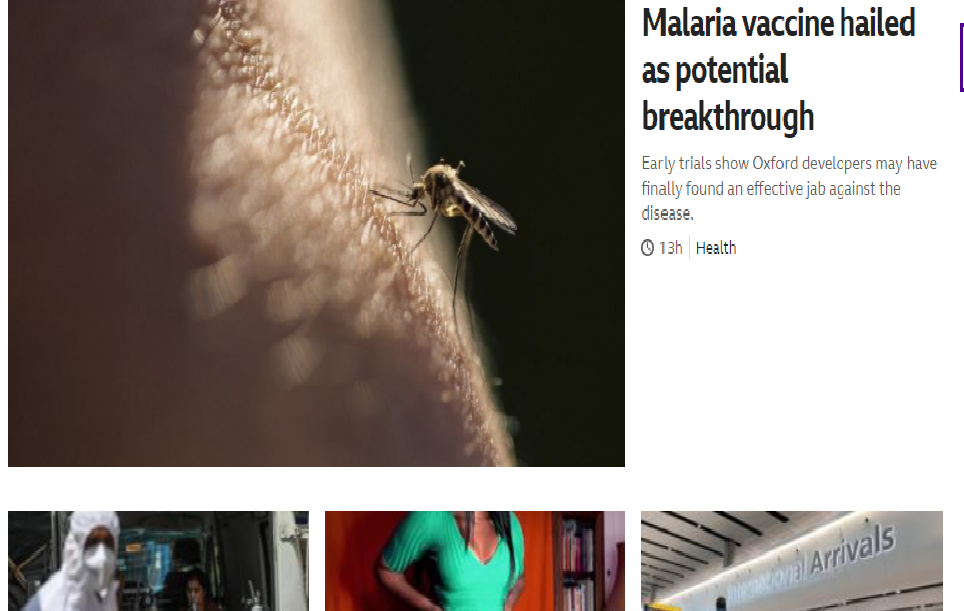 Malaria vaccine hailed
as potential
breakthrough
Early trials show Oxford developers may have
finally found an effective jab against the
disease.
13h
Health
International Arrivals